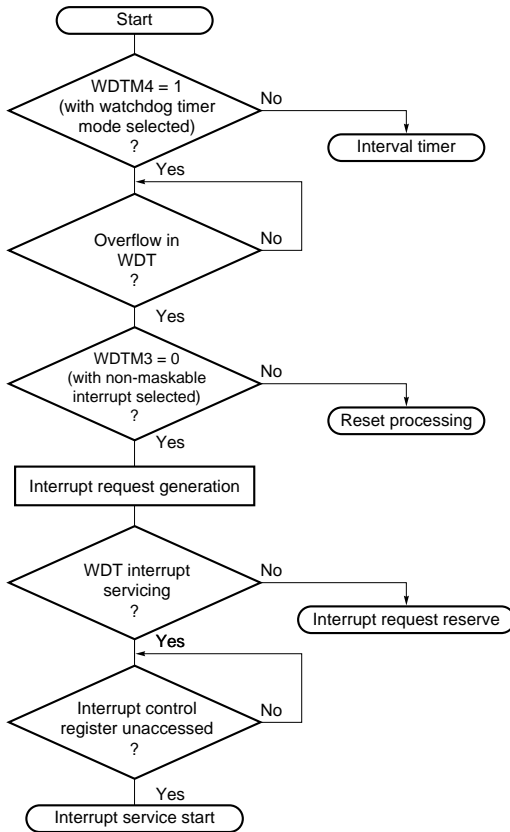 Start
WDTM4 = 1
(with watchdog timer
mode selected)
?
No
Interval timer
Yes
Overflow in
WDT
?
No
Yes
WDTM3 = 0
(with non-maskable
interrupt selected)
?
No
Reset processing
Yes
Interrupt request generation
WDT interrupt
servicing
?
No
Interrupt request reserve
Yes
Interrupt control
register unaccessed
?
No
Yes
Interrupt service start